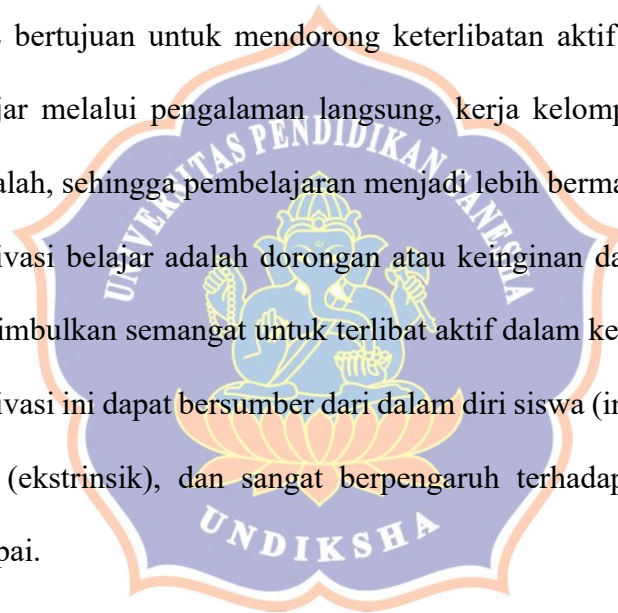 bertujuan untuk mendorong keterlibatan aktif
jar melalui pengalaman langsung, kerja kelomp
UNIVERSITAS PENDIDIKAN GANESHA
alah, sehingga pembelajaran menjadi lebih berma
ivasi belajar adalah dorongan atau keinginan da
imbulkan semangat untuk terlibat aktif dalam ke
ivasi ini dapat bersumber dari dalam diri siswa (in
(ekstrinsik), dan sangat berpengaruh terhadap
UNDIKSHA
pai.